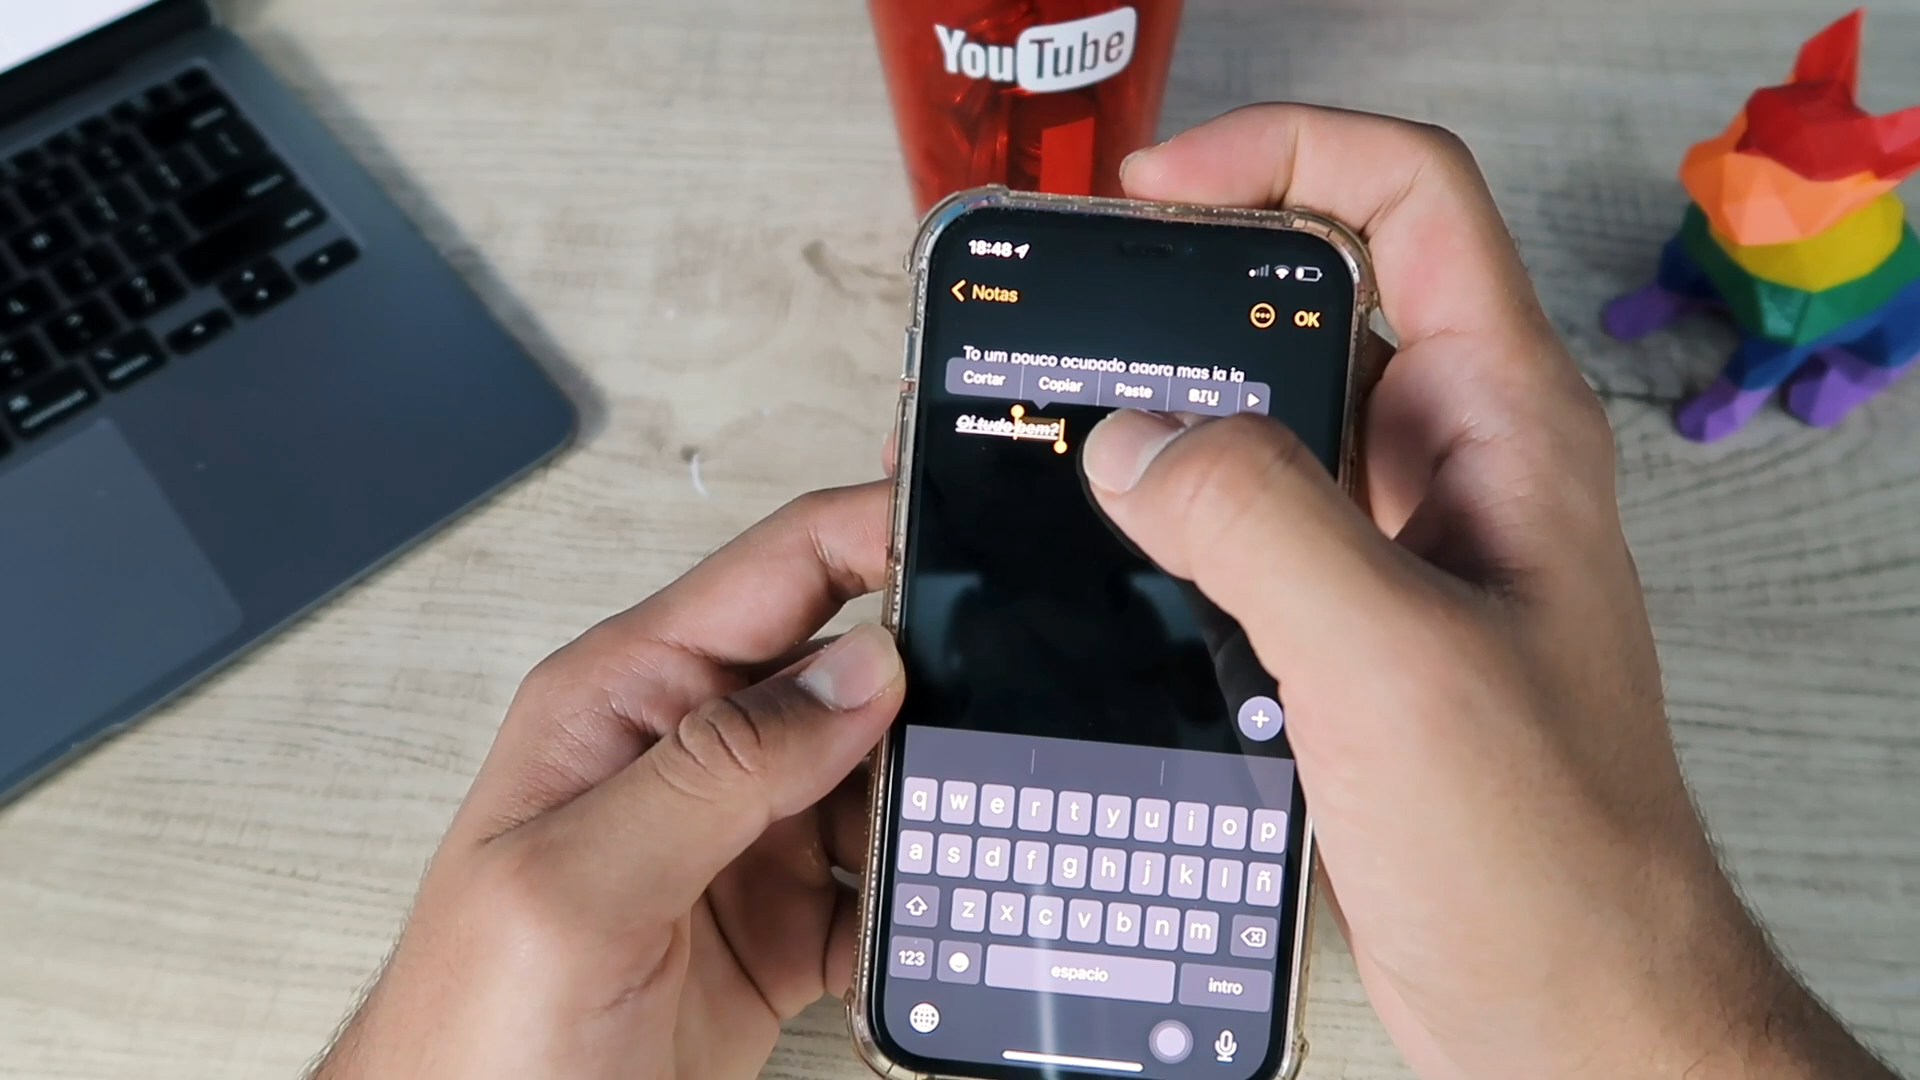 YouTube
18:48
Notas
OK
To um pouco ocupado agora mas ja ja
Cortar Copiar Paste BIU
Oi tudo bem?
q w e r t y u i o p
a s d f g h j k l ñ
z x c v b n m
123 espacio intro